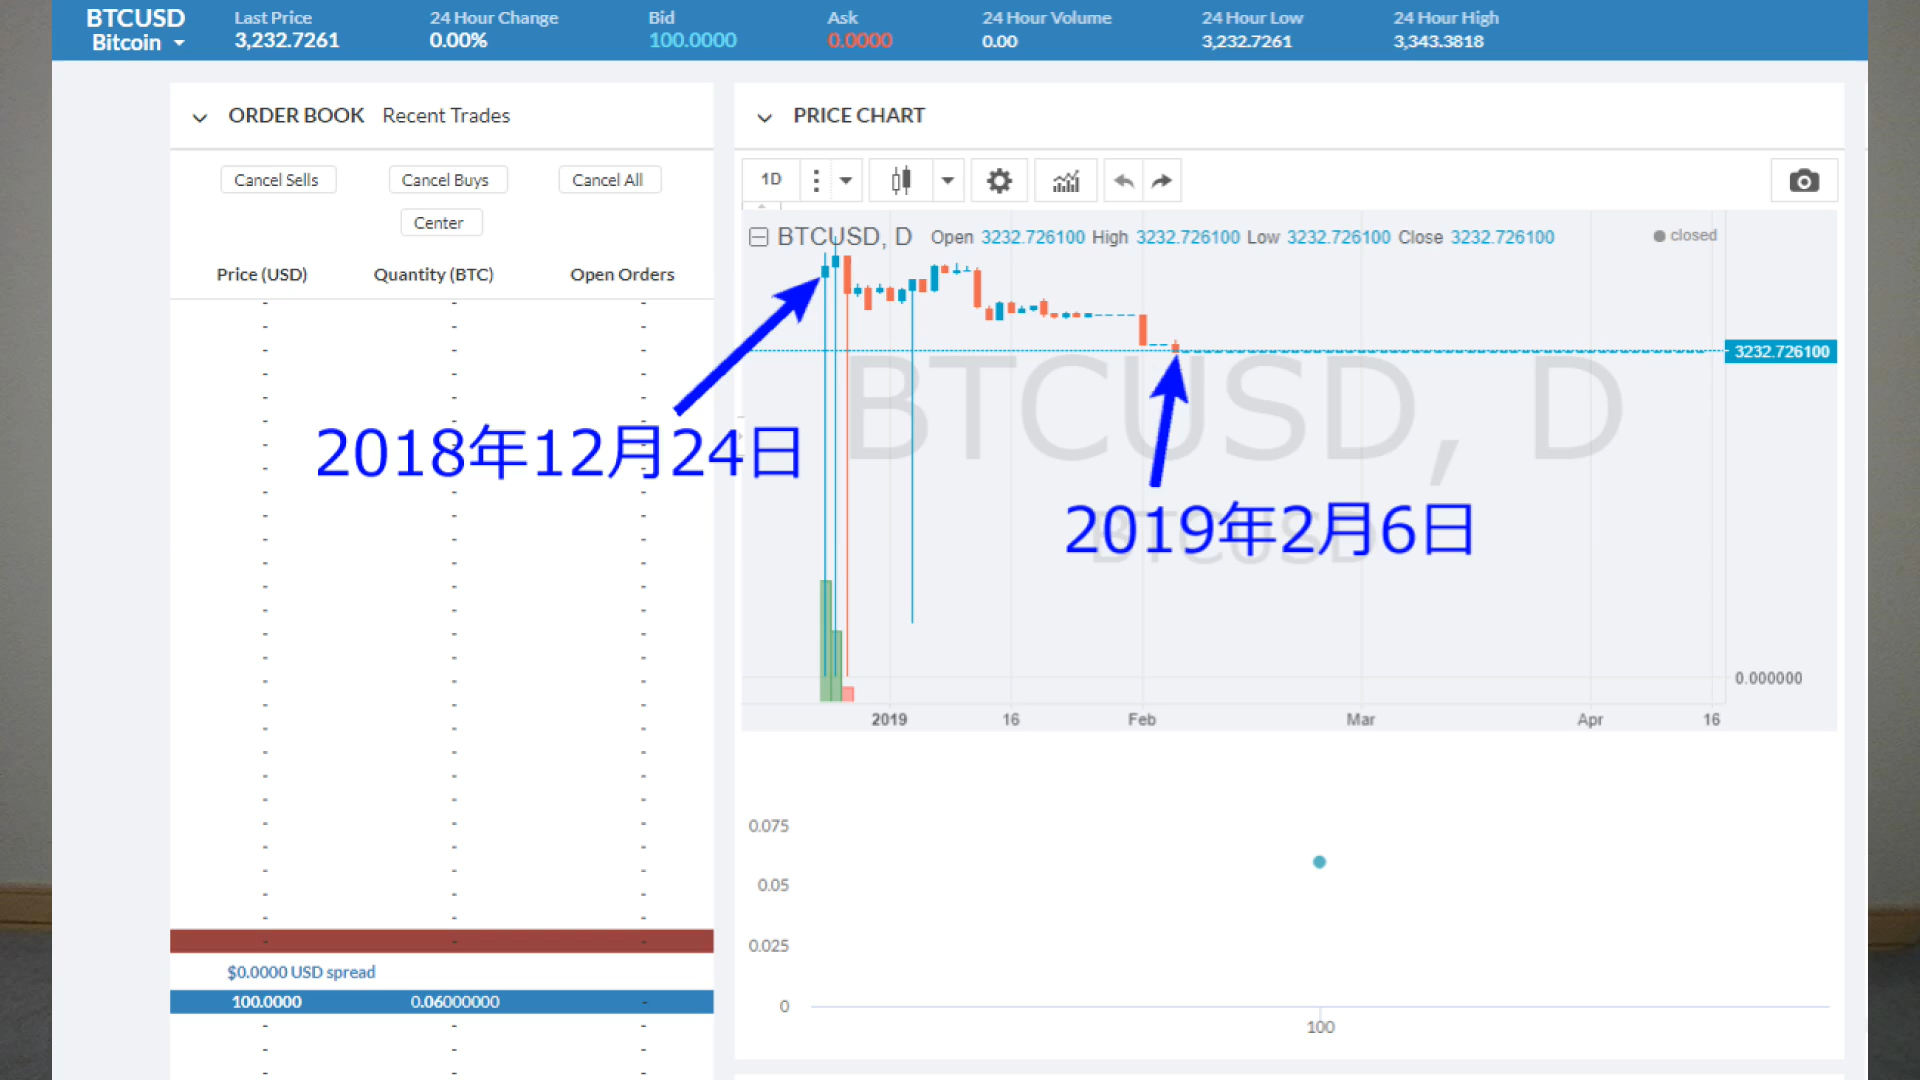 BTCUSD
Bitcoin
Last Price
3,232.7261
24 Hour Change
0.00%
Bid
100.0000
Ask
0.0000
24 Hour Volume
0.00
24 Hour Low
3,232.7261
24 Hour High
3,343.3818
ORDER BOOK Recent Trades
Cancel Sells Cancel Buys Cancel All
Center
Price (USD) Quantity (BTC) Open Orders
$0.0000 USD spread
100.0000 0.06000000 -
PRICE CHART
1D
BTCUSD, D Open 3232.726100 High 3232.726100 Low 3232.726100 Close 3232.726100
closed
3232.726100
BTCUSD, D
BTCUSD
2018年12月24日
2019年2月6日
0.000000
2019 16 Feb Mar Apr 16
0.075
0.05
0.025
0
100